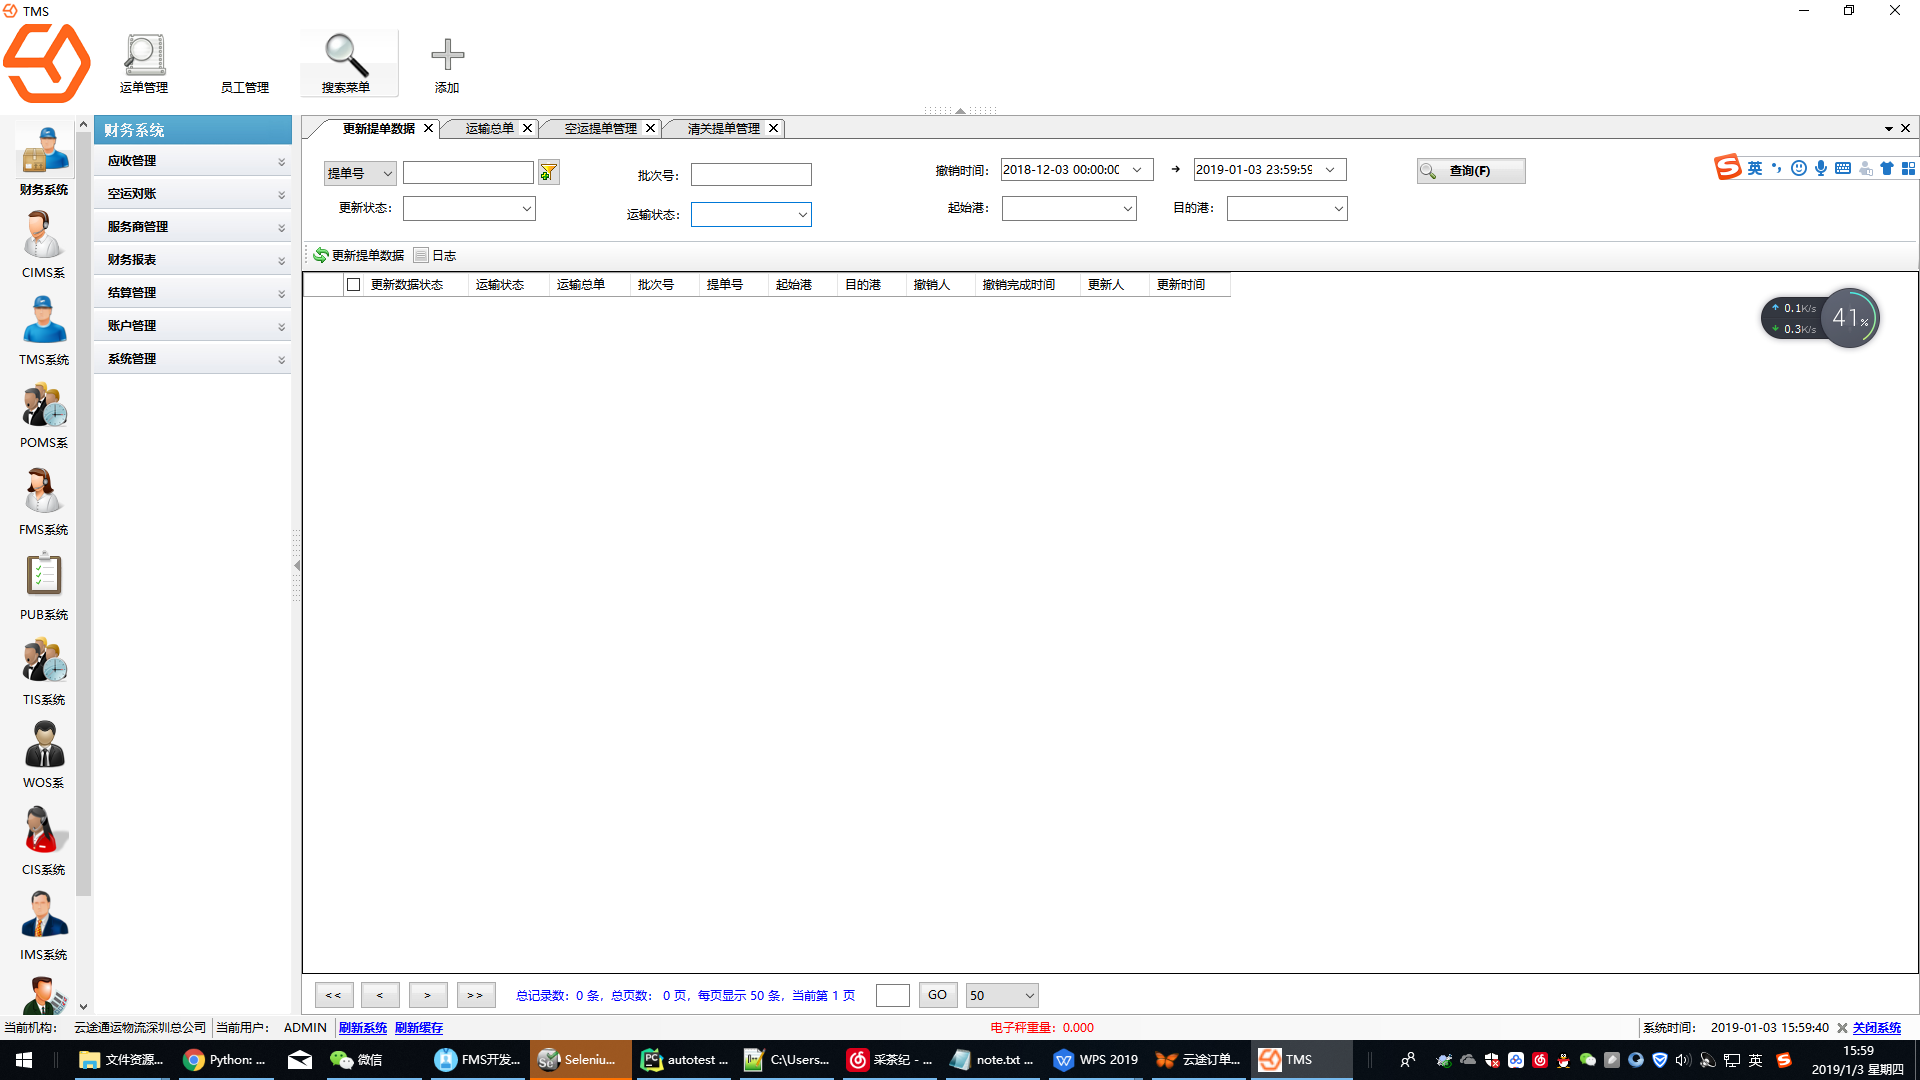 TMS
运单管理
员工管理
搜索菜单
添加
财务系统
CIMS系
TMS系统
POMS系
FMS系统
PUB系统
TIS系统
WOS系
CIS系统
IMS系统
财务系统
应收管理
空运对账
服务商管理
财务报表
结算管理
账户管理
系统管理
更新提单数据 运输总单 空运提单管理 清关提单管理
提单号 批次号： 撤销时间： 2018-12-03 00:00:00 2019-01-03 23:59:59 查询(F)
更新状态： 运输状态： 起始港： 目的港：
英
更新提单数据 日志
更新数据状态 运输状态 运输总单 批次号 提单号 起始港 目的港 撤销人 撤销完成时间 更新人 更新时间
0.1K/s
0.3K/s
41%
<< < > >> 总记录数：0 条，总页数： 0 页，每页显示 50 条，当前第 1 页 GO 50
当前机构： 云途通运物流深圳总公司 当前用户： ADMIN 刷新系统 刷新缓存 电子秤重量：0.000 系统时间： 2019-01-03 15:59:40 关闭系统
文件资源... Python: ... 微信 FMS开发... Seleniu... autotest ... C:\Users... 采茶纪 - ... note.txt ... WPS 2019 云途订单... TMS 英
15:59
2019/1/3 星期四